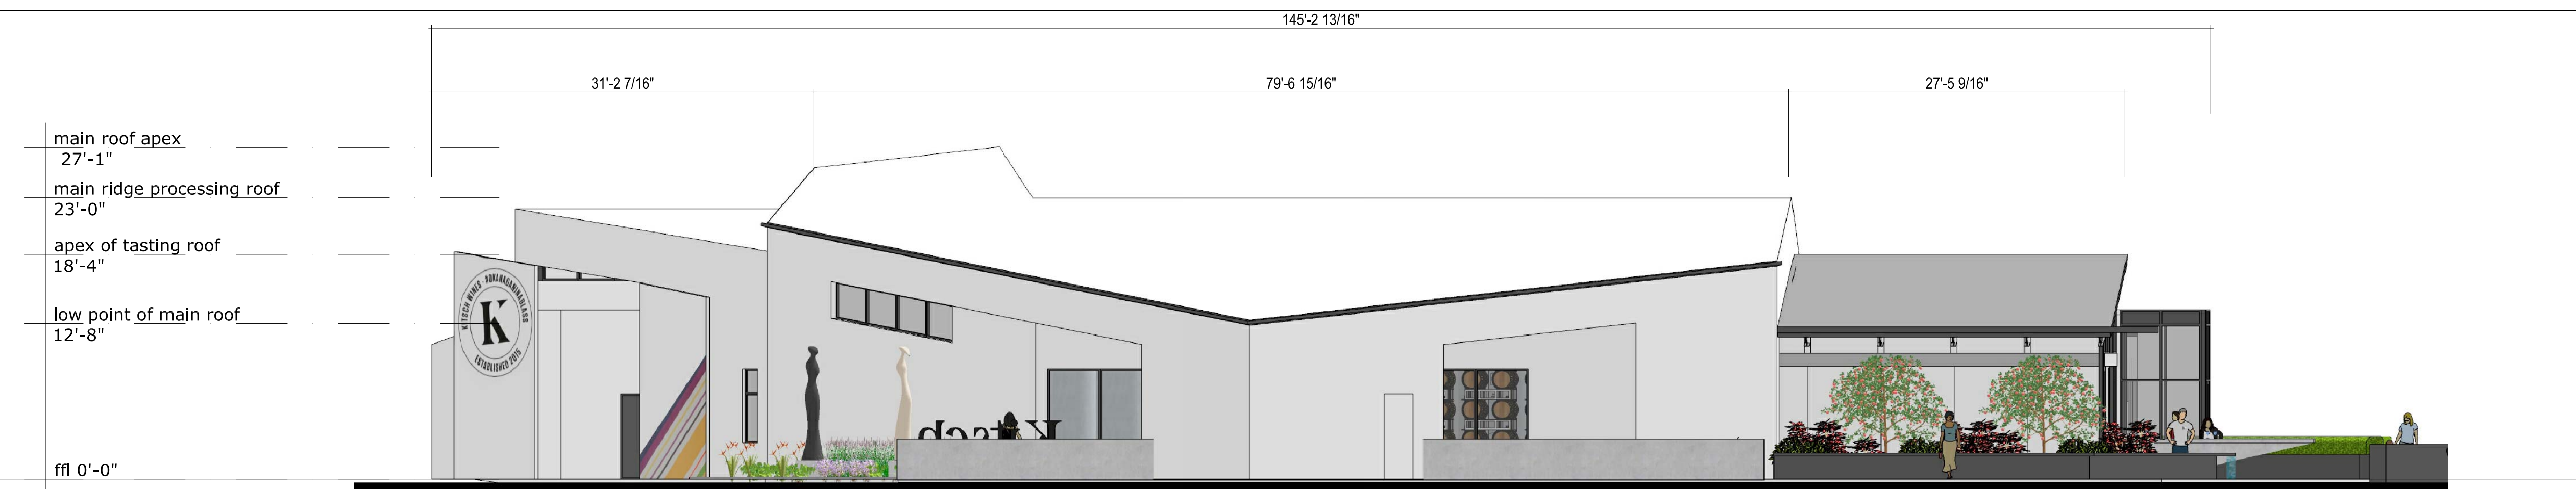 145'-2 13/16"
31'-2 7/16"
79'-6 15/16"
27'-5 9/16"
main roof apex
27'-1"
main ridge processing roof
23'-0"
apex of tasting roof
18'-4"
low point of main roof
12'-8"
ffl 0'-0"
KITSCH WINES · #OKANAGANINAGLASS
K
ESTABLISHED 2015
Kitsch